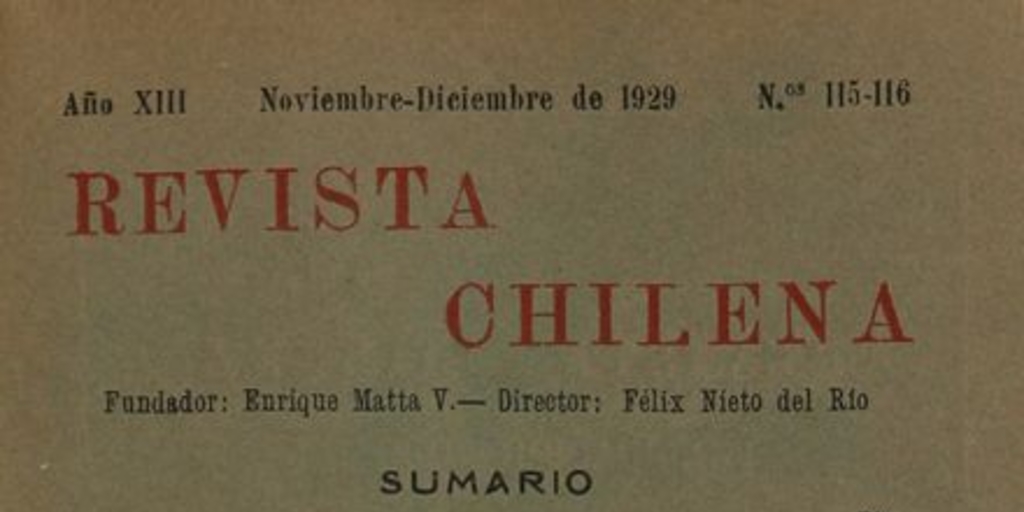 Año XIII Noviembre-Diciembre de 1929 N.os 115-116
REVISTA
CHILENA
Fundador: Enrique Matta V.— Director: Félix Nieto del Río
SUMARIO